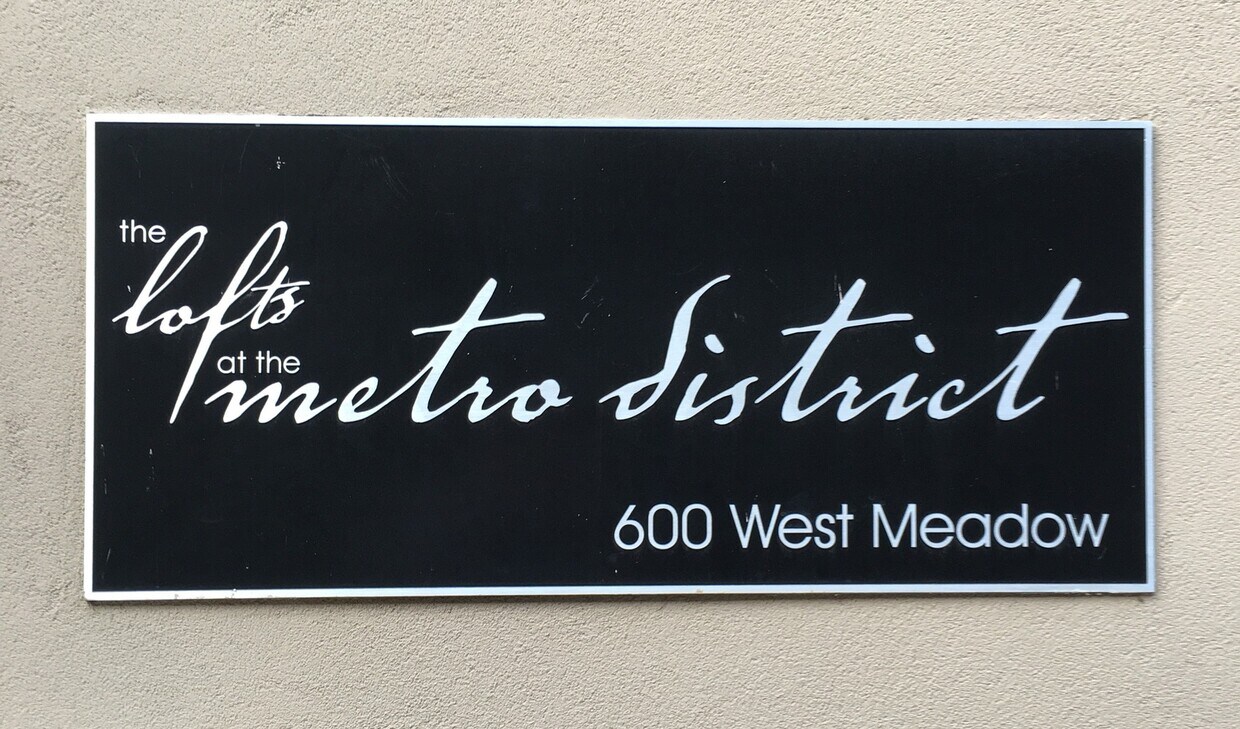 the
lofts
at the
metro district
600 West Meadow